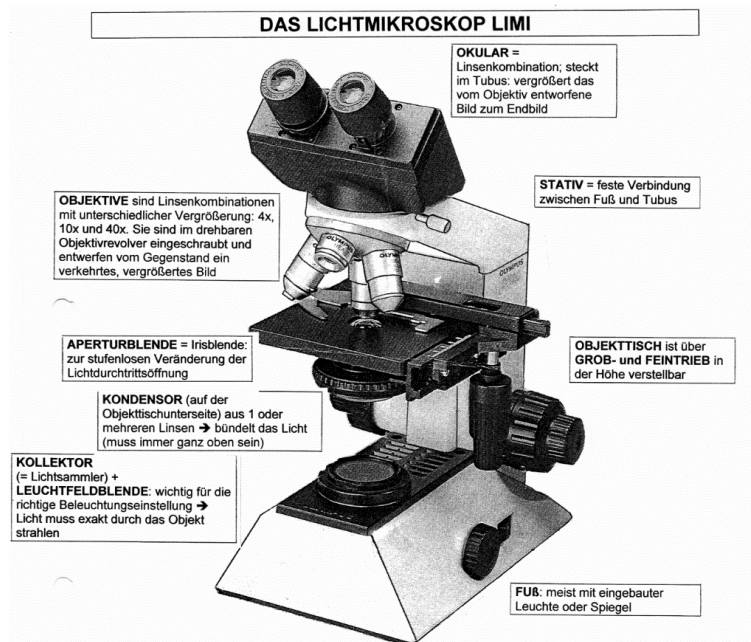 DAS LICHTMIKROSKOP LIMI
OKULAR =
Linsenkombination; steckt
im Tubus: vergrößert das
vom Objektiv entworfene
Bild zum Endbild
STATIV = feste Verbindung
zwischen Fuß und Tubus
OBJEKTIVE sind Linsenkombinationen
mit unterschiedlicher Vergrößerung: 4x,
10x und 40x. Sie sind im drehbaren
Objektivrevolver eingeschraubt und
entwerfen vom Gegenstand ein
verkehrtes, vergrößertes Bild
OLYMPUS
OLYMPUS
OLYMPUS
APERTURBLENDE = Irisblende:
zur stufenlosen Veränderung der
Lichtdurchtrittsöffnung
OBJEKTTISCH ist über
GROB- und FEINTRIEB in
der Höhe verstellbar
KONDENSOR (auf der
Objekttischunterseite) aus 1 oder
mehreren Linsen ➔ bündelt das Licht
(muss immer ganz oben sein)
KOLLEKTOR
(= Lichtsammler) +
LEUCHTFELDBLENDE: wichtig für die
richtige Beleuchtungseinstellung ➔
Licht muss exakt durch das Objekt
strahlen
FUß: meist mit eingebauter
Leuchte oder Spiegel